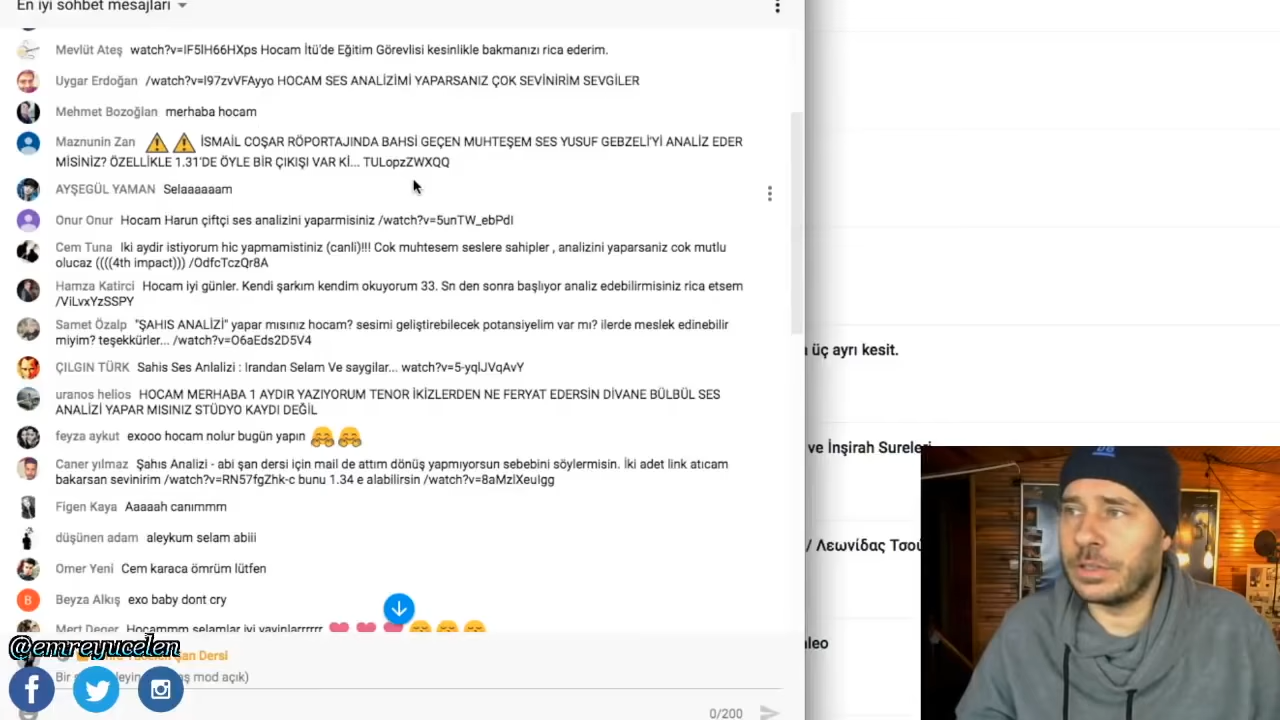 En iyi sohbet mesajları
Mevlüt Ateş watch?v=IF5lH66HXps Hocam İtü'de Eğitim Görevlisi kesinlikle bakmanızı rica ederim.
Uygar Erdoğan /watch?v=l97zvVFAyyo HOCAM SES ANALİZİMİ YAPARSANIZ ÇOK SEVİNİRİM SEVGİLER
Mehmet Bozoğlan merhaba hocam
Maznunin Zan ⚠️ ⚠️ İSMAİL COŞAR RÖPORTAJINDA BAHSİ GEÇEN MUHTEŞEM SES YUSUF GEBZELİ'Yİ ANALİZ EDER
MİSİNİZ? ÖZELLİKLE 1.31'DE ÖYLE BİR ÇIKIŞI VAR Kİ... TULopzZWXQQ
AYŞEGÜL YAMAN Selaaaaaam
Onur Onur Hocam Harun çiftçi ses analizini yaparmisiniz /watch?v=5unTW_ebPdI
Cem Tuna Iki aydir istiyorum hic yapmamistiniz (canli)!!! Cok muhtesem seslere sahipler , analizini yaparsaniz cok mutlu
olucaz ((((4th impact))) /OdfcTczQr8A
Hamza Katirci Hocam iyi günler. Kendi şarkım kendim okuyorum 33. Sn den sonra başlıyor analiz edebilirmisiniz rica etsem
/ViLvxYzSSPY
Samet Özalp "ŞAHIS ANALİZİ" yapar mısınız hocam? sesimi geliştirebilecek potansiyelim var mı? ilerde meslek edinebilir
miyim? teşekkürler... /watch?v=O6aEds2D5V4
ÇILGIN TÜRK Sahis Ses Anlalizi : Irandan Selam Ve saygilar... watch?v=5-yqlJVqAvY
uranos helios HOCAM MERHABA 1 AYDIR YAZIYORUM TENOR İKİZLERDEN NE FERYAT EDERSİN DİVANE BÜLBÜL SES
ANALİZİ YAPAR MISINIZ STÜDYO KAYDI DEĞİL
feyza aykut exooo hocam nolur bugün yapın 🤗 🤗
Caner yılmaz Şahıs Analizi - abi şan dersi için mail de attım dönüş yapmıyorsun sebebini söylermisin. İki adet link atıcam
bakarsan sevinirim /watch?v=RN57fgZhk-c bunu 1.34 e alabilirsin /watch?v=8aMzlXeuIgg
Figen Kaya Aaaaah canımmm
düşünen adam aleykum selam abiii
Omer Yeni Cem karaca ömrüm lütfen
B Beyza Alkış exo baby dont cry
Mert Deger Hocammm selamlar iyi yayinlarrrrrr
@emreyucelen
Şan Dersi
mod açık)
0/200
üç ayrı kesit.
ve İnşirah Sureleri
/ Λεωνίδας